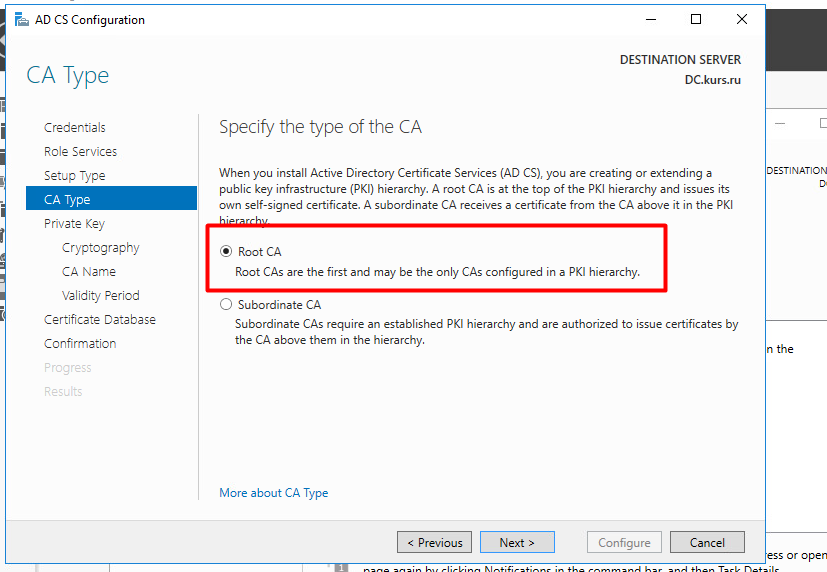 AD CS Configuration
CA Type
DESTINATION SERVER
DC.kurs.ru
Credentials
Role Services
Setup Type
CA Type
Private Key
Cryptography
CA Name
Validity Period
Certificate Database
Confirmation
Progress
Results
Specify the type of the CA
When you install Active Directory Certificate Services (AD CS), you are creating or extending a
public key infrastructure (PKI) hierarchy. A root CA is at the top of the PKI hierarchy and issues its
own self-signed certificate. A subordinate CA receives a certificate from the CA above it in the PKI
hierarchy.
Root CA
Root CAs are the first and may be the only CAs configured in a PKI hierarchy.
Subordinate CA
Subordinate CAs require an established PKI hierarchy and are authorized to issue certificates by
the CA above them in the hierarchy.
More about CA Type
< Previous
Next >
Configure
Cancel
DESTINATION
n the
ress or open
1
page again by clicking Notifications in the command bar, and then Task Details.